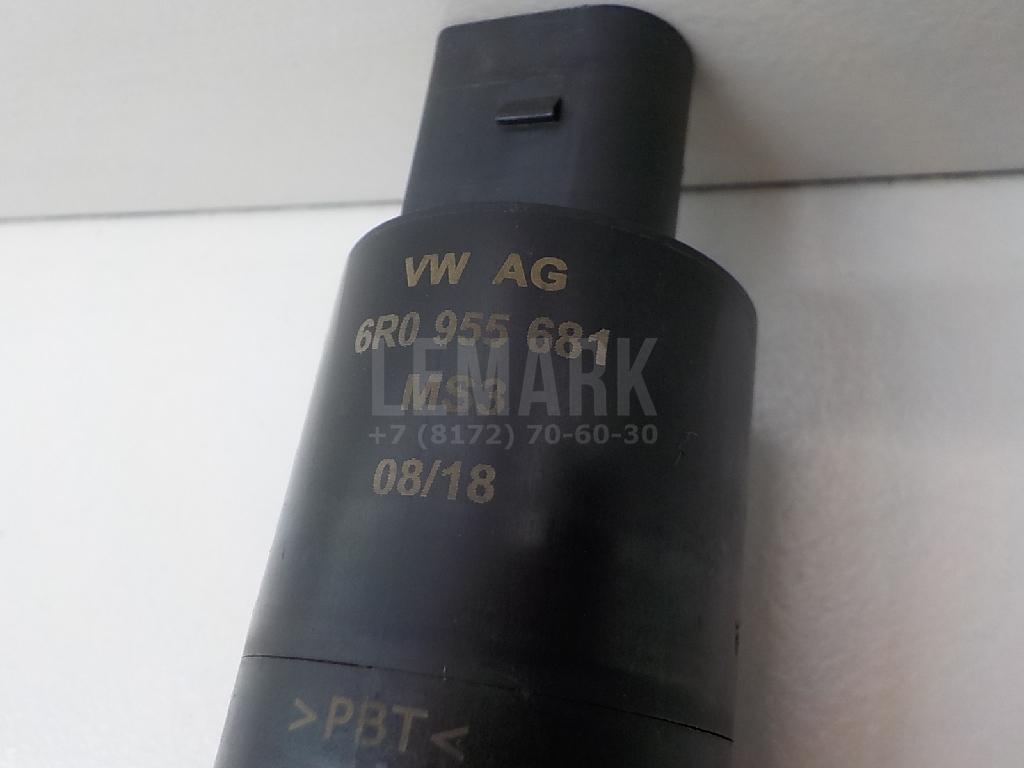 VW AG
6R0 955 681
LEMARK
MS3
+7 (8172) 70-60-30
08/18
>PBT<